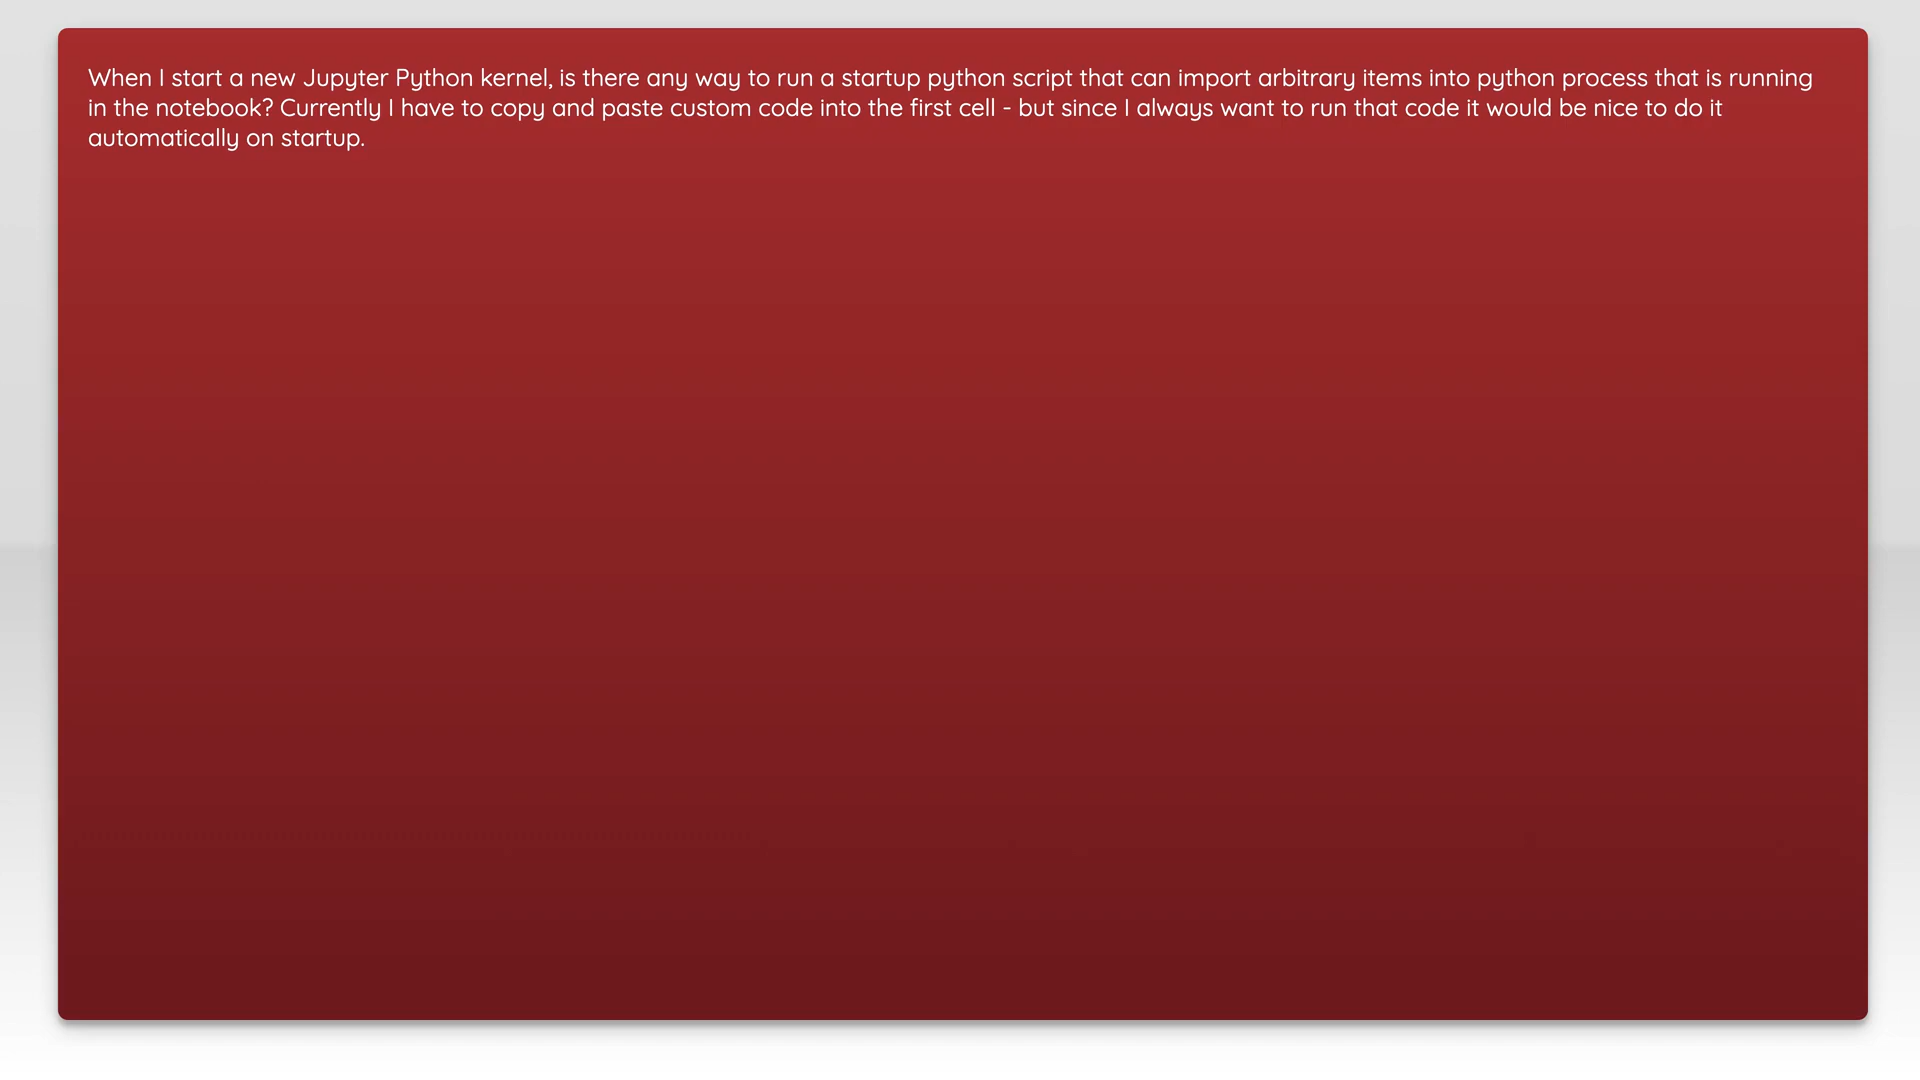 When I start a new Jupyter Python kernel, is there any way to run a startup python script that can import arbitrary items into python process that is running
in the notebook? Currently I have to copy and paste custom code into the first cell - but since I always want to run that code it would be nice to do it
automatically on startup.